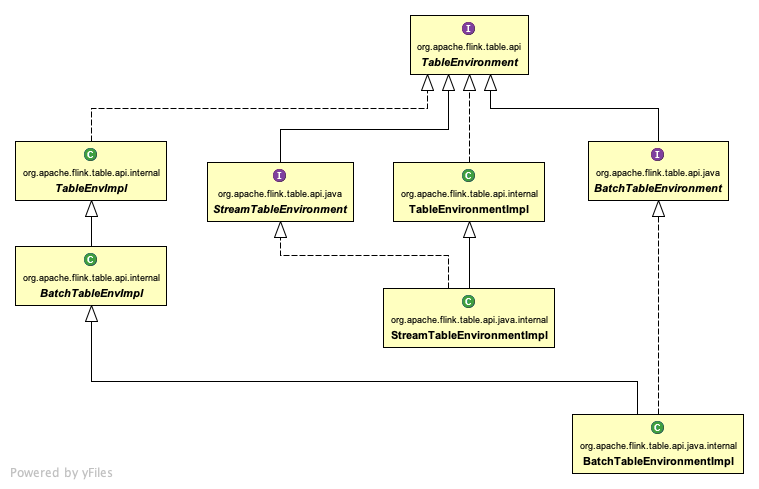 I
org.apache.flink.table.api
TableEnvironment
C
org.apache.flink.table.api.internal
TableEnvImpl
I
org.apache.flink.table.api.java
StreamTableEnvironment
C
org.apache.flink.table.api.internal
TableEnvironmentImpl
I
org.apache.flink.table.api.java
BatchTableEnvironment
C
org.apache.flink.table.api.internal
BatchTableEnvImpl
C
org.apache.flink.table.api.java.internal
StreamTableEnvironmentImpl
C
org.apache.flink.table.api.java.internal
BatchTableEnvironmentImpl
Powered by yFiles